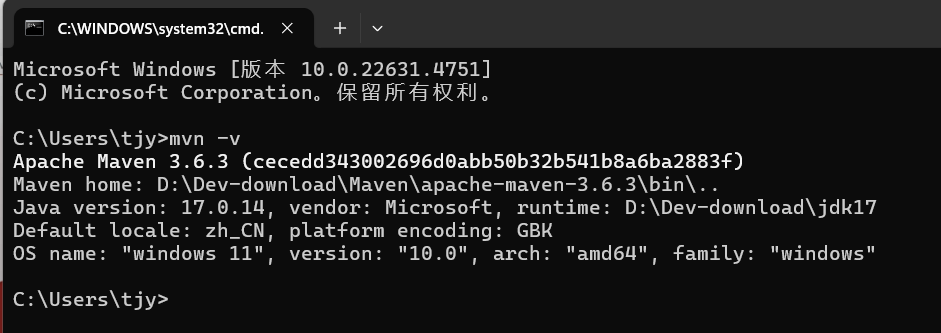 C:\WINDOWS\system32\cmd.
Microsoft Windows [版本 10.0.22631.4751]
(c) Microsoft Corporation。保留所有权利。
C:\Users\tjy>mvn -v
Apache Maven 3.6.3 (cecedd343002696d0abb50b32b541b8a6ba2883f)
Maven home: D:\Dev-download\Maven\apache-maven-3.6.3\bin\..
Java version: 17.0.14, vendor: Microsoft, runtime: D:\Dev-download\jdk17
Default locale: zh_CN, platform encoding: GBK
OS name: "windows 11", version: "10.0", arch: "amd64", family: "windows"
C:\Users\tjy>